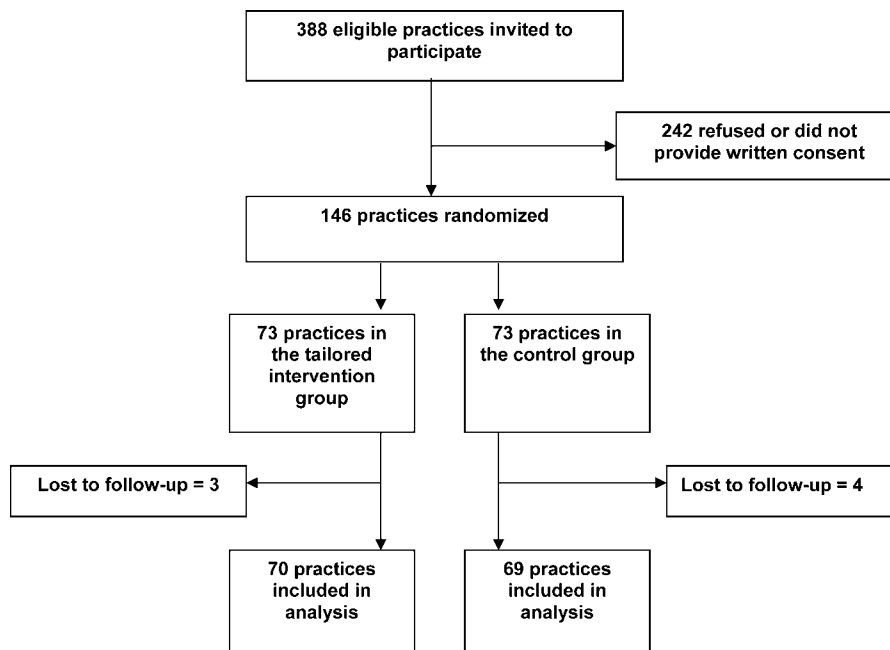 388 eligible practices invited to
participate
242 refused or did not
provide written consent
146 practices randomized
73 practices in
the tailored
intervention
group
73 practices in
the control group
Lost to follow-up = 3
Lost to follow-up = 4
70 practices
included in
analysis
69 practices
included in
analysis